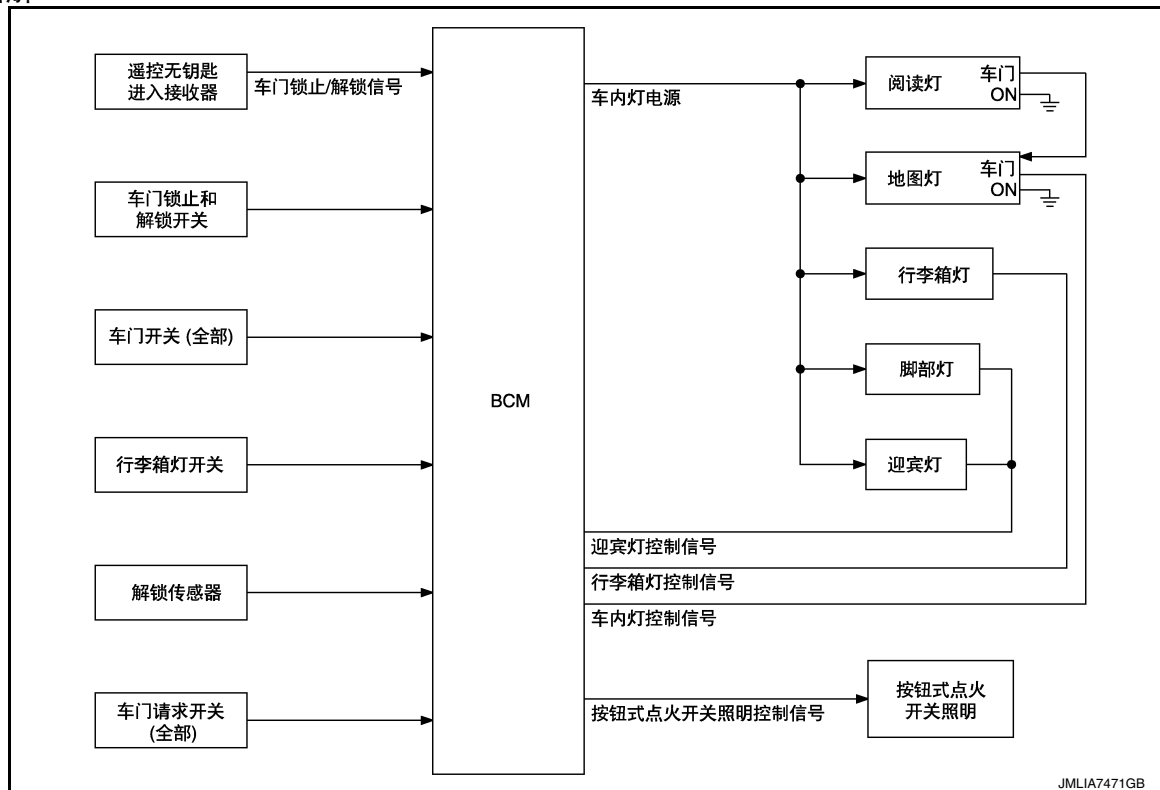 遥控无钥匙
进入接收器
车门锁止/解锁信号
车门锁止和
解锁开关
车门开关 (全部)
行李箱灯开关
解锁传感器
车门请求开关
(全部)
BCM
车内灯电源
阅读灯
车门
ON
地图灯
车门
ON
行李箱灯
脚部灯
迎宾灯
迎宾灯控制信号
行李箱灯控制信号
车内灯控制信号
按钮式点火开关照明控制信号
按钮式点火
开关照明
JMLIA7471GB